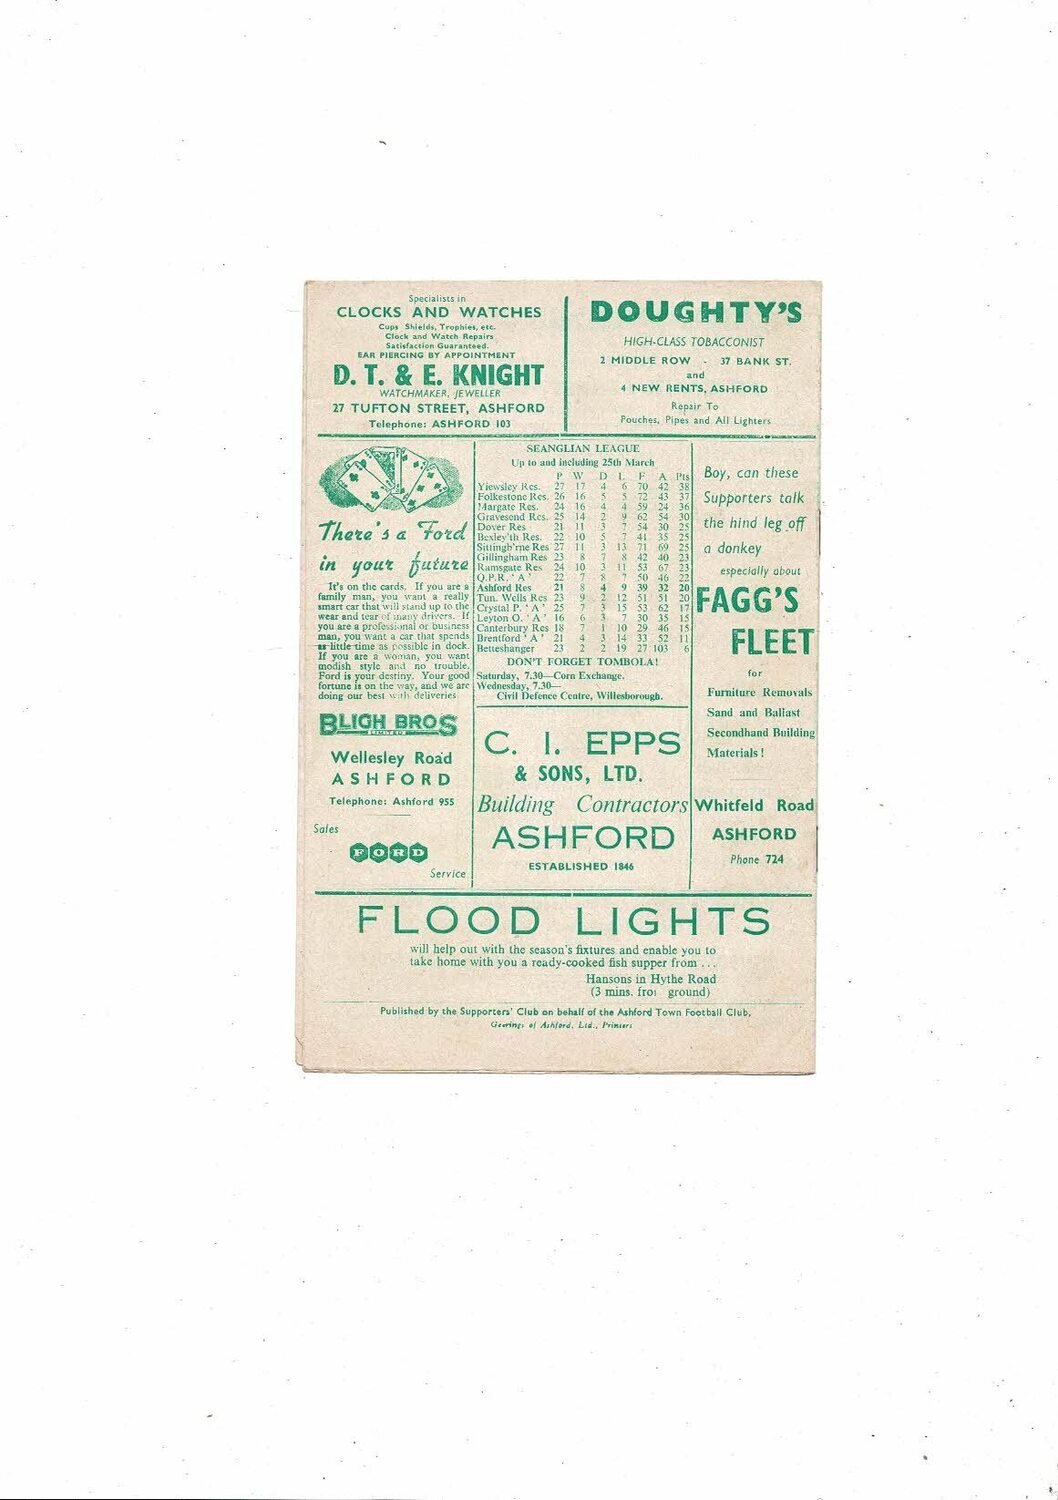 Specialists in
CLOCKS AND WATCHES
Cups Shields, Trophies, etc.
Clock and Watch Repairs
Satisfaction Guaranteed.
EAR PIERCING BY APPOINTMENT
D. T. & E. KNIGHT
WATCHMAKER, JEWELLER
27 TUFTON STREET, ASHFORD
Telephone: ASHFORD 103
DOUGHTY'S
HIGH-CLASS TOBACCONIST
2 MIDDLE ROW - 37 BANK ST.
and
4 NEW RENTS, ASHFORD
Repair To
Pouches, Pipes and All Lighters
There's a Ford
in your future
It's on the cards. If you are a
family man, you want a really
smart car that will stand up to the
wear and tear of many drivers. If
you are a professional or business
man, you want a car that spends
as little time as possible in dock.
If you are a woman, you want
modish style and no trouble.
Ford is your destiny. Your good
fortune is on the way, and we are
doing our best with deliveries
BLIGH BROS
Wellesley Road
ASHFORD
Telephone: Ashford 955
Sales
FORD
Service
SEANGLIAN LEAGUE
Up to and including 25th March
P W D L F A Pts
Yiewsley Res. 27 17 4 6 70 42 38
Folkestone Res. 26 16 5 5 72 43 37
Margate Res. 24 16 4 4 59 24 36
Gravesend Res. 25 14 2 9 62 54 30
Dover Res 21 11 3 7 54 30 25
Bexley'th Res. 22 10 5 7 41 35 25
Sittingb'rne Res 27 11 3 13 71 69 25
Gillingham Res 23 8 7 8 42 40 23
Ramsgate Res 24 10 3 11 53 67 23
Q.P.R. 'A' 22 7 8 7 50 46 22
Ashford Res 21 8 4 9 39 32 20
Tun. Wells Res 23 9 2 12 51 51 20
Crystal P. 'A' 25 7 3 15 53 62 17
Leyton O. 'A' 16 6 3 7 30 35 15
Canterbury Res 18 7 1 10 29 46 15
Brentford 'A' 21 4 3 14 33 52 11
Betteshanger 23 2 2 19 27 103 6
DON'T FORGET TOMBOLA!
Saturday, 7.30—Corn Exchange.
Wednesday, 7.30—
Civil Defence Centre, Willesborough.
C. I. EPPS
& SONS, LTD.
Building Contractors
ASHFORD
ESTABLISHED 1846
Boy, can these
Supporters talk
the hind leg off
a donkey
especially about
FAGG'S
FLEET
for
Furniture Removals
Sand and Ballast
Secondhand Building
Materials!
Whitfeld Road
ASHFORD
Phone 724
FLOOD LIGHTS
will help out with the season's fixtures and enable you to
take home with you a ready-cooked fish supper from ...
Hansons in Hythe Road
(3 mins. fro ground)
Published by the Supporters' Club on behalf of the Ashford Town Football Club,
Geerings of Ashford, Ltd., Printers